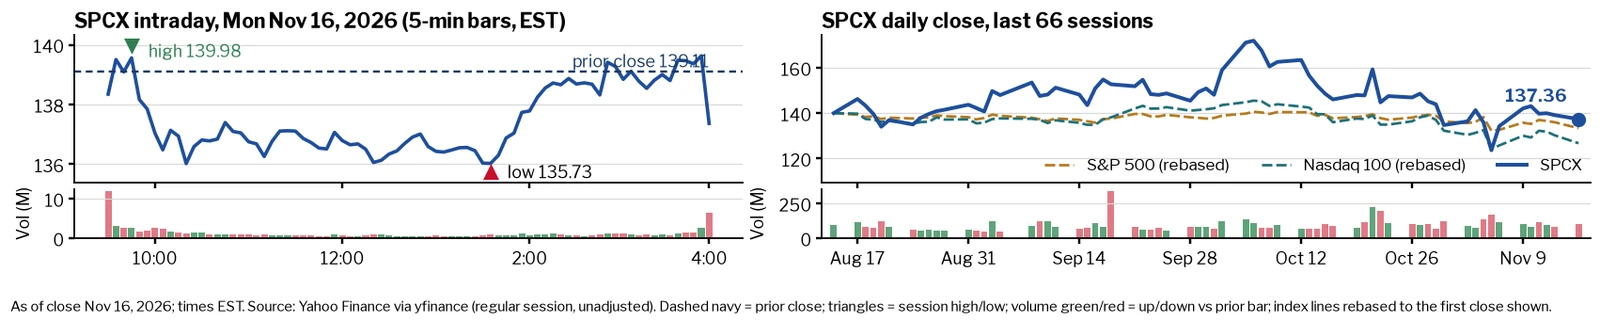 SPCX intraday, Mon Nov 16, 2026 (5-min bars, EST)
140
138
136
high 139.98
prior close 139.11
low 135.73
Vol (M)
10
0
10:00
12:00
2:00
4:00
SPCX daily close, last 66 sessions
160
140
120
137.36
S&P 500 (rebased)
Nasdaq 100 (rebased)
SPCX
Vol (M)
250
0
Aug 17
Aug 31
Sep 14
Sep 28
Oct 12
Oct 26
Nov 9
As of close Nov 16, 2026; times EST. Source: Yahoo Finance via yfinance (regular session, unadjusted). Dashed navy = prior close; triangles = session high/low; volume green/red = up/down vs prior bar; index lines rebased to the first close shown.